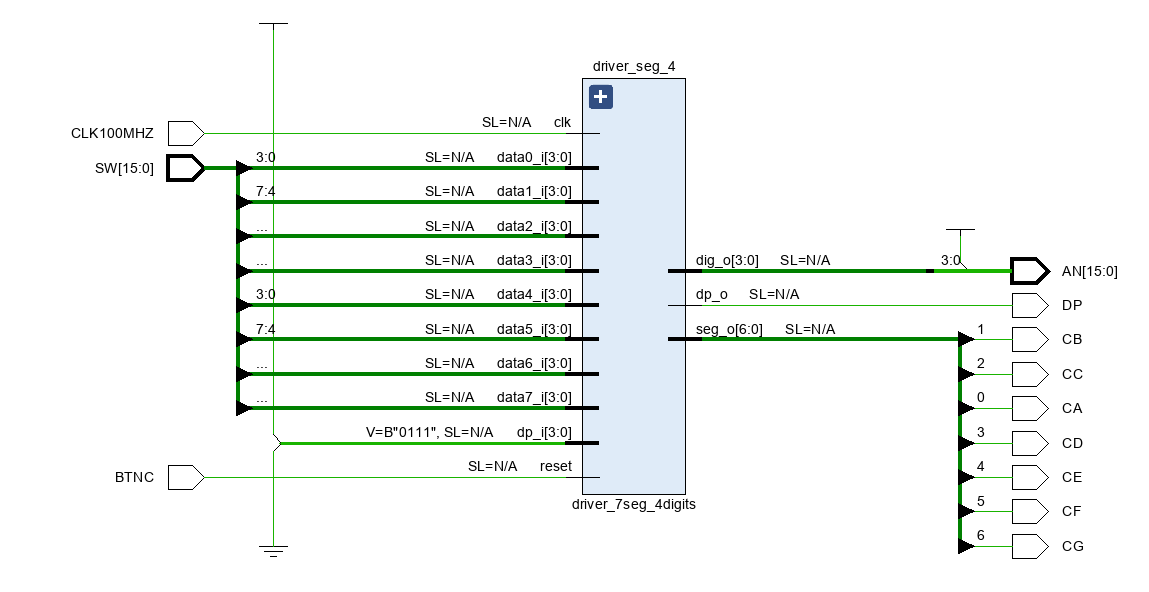 driver_seg_4
CLK100MHZ SL=N/A clk
SW[15:0] 3:0 SL=N/A data0_i[3:0]
7:4 SL=N/A data1_i[3:0]
... SL=N/A data2_i[3:0]
... SL=N/A data3_i[3:0]
3:0 SL=N/A data4_i[3:0]
7:4 SL=N/A data5_i[3:0]
... SL=N/A data6_i[3:0]
... SL=N/A data7_i[3:0]
V=B"0111", SL=N/A dp_i[3:0]
BTNC SL=N/A reset
driver_7seg_4digits
dig_o[3:0] SL=N/A 3:0 AN[15:0]
dp_o SL=N/A DP
seg_o[6:0] SL=N/A 1 CB
2 CC
0 CA
3 CD
4 CE
5 CF
6 CG